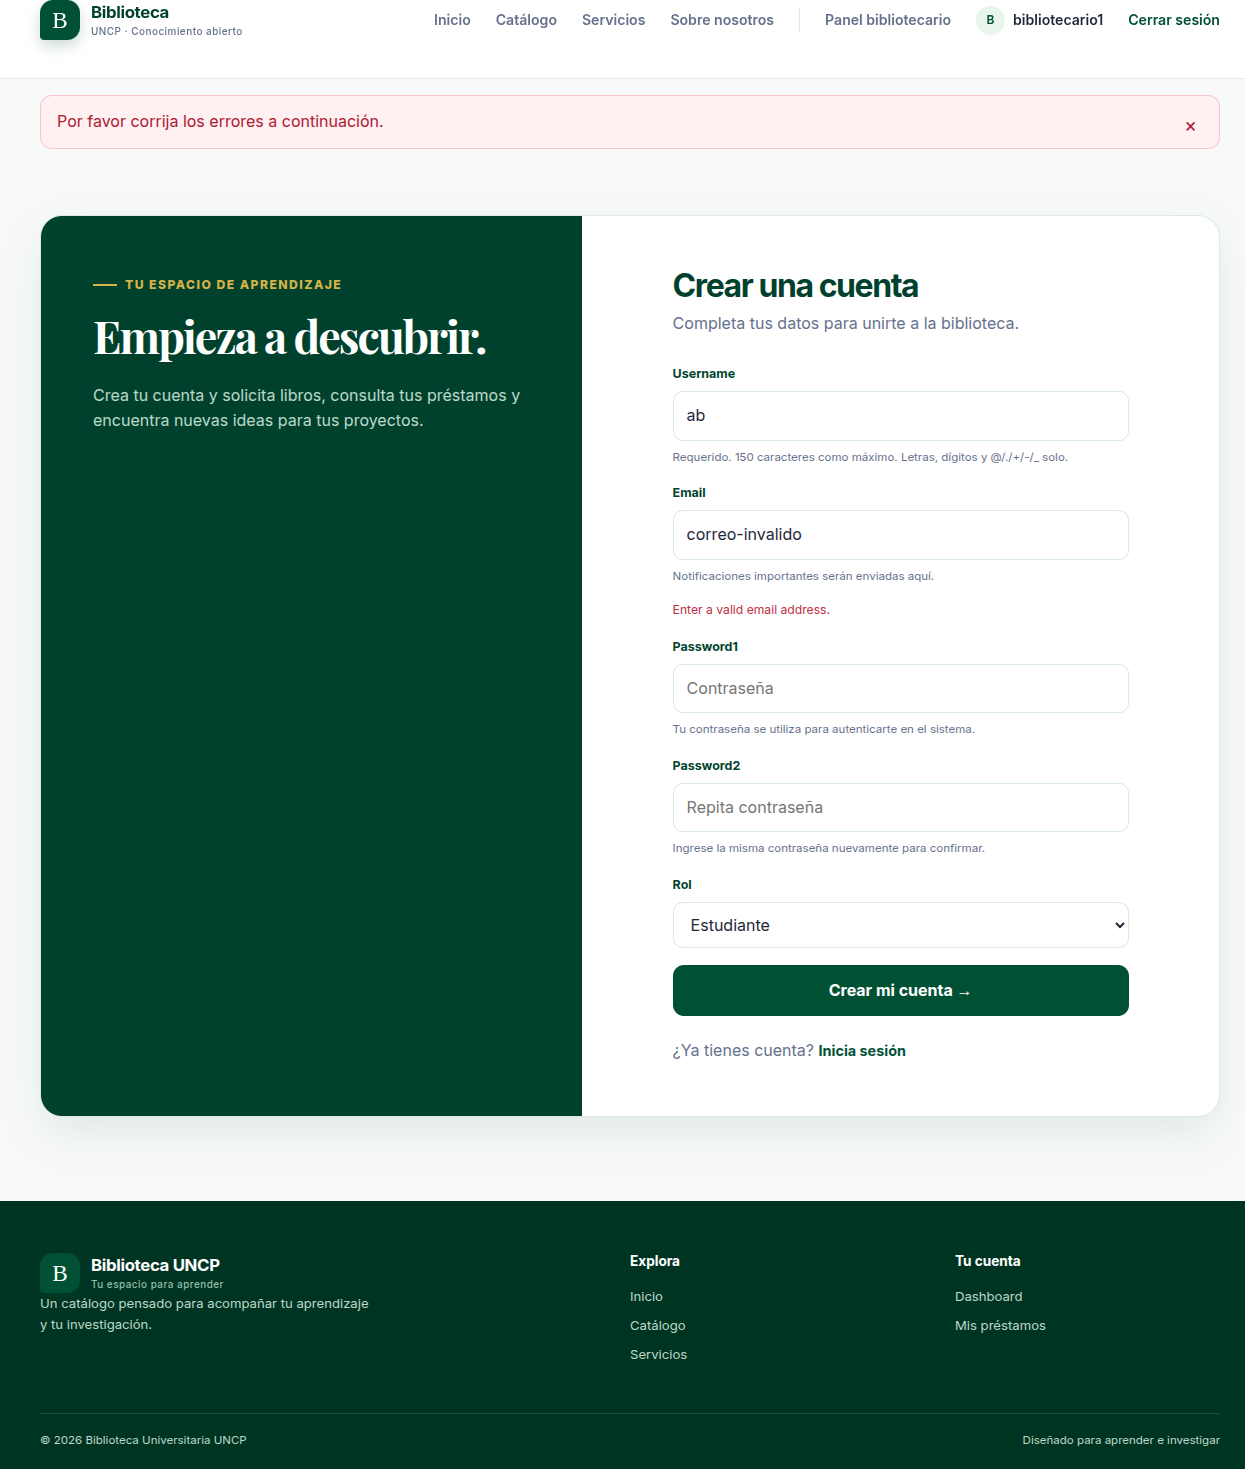 B
Biblioteca
UNCP · Conocimiento abierto
Inicio
Catálogo
Servicios
Sobre nosotros
Panel bibliotecario
B
bibliotecario1
Cerrar sesión
Por favor corrija los errores a continuación.
×
TU ESPACIO DE APRENDIZAJE
Empieza a descubrir.
Crea tu cuenta y solicita libros, consulta tus préstamos y
encuentra nuevas ideas para tus proyectos.
Crear una cuenta
Completa tus datos para unirte a la biblioteca.
Username
ab
Requerido. 150 caracteres como máximo. Letras, dígitos y @/./+/-/_ solo.
Email
correo-invalido
Notificaciones importantes serán enviadas aquí.
Enter a valid email address.
Password1
Contraseña
Tu contraseña se utiliza para autenticarte en el sistema.
Password2
Repita contraseña
Ingrese la misma contraseña nuevamente para confirmar.
Rol
Estudiante
Crear mi cuenta →
¿Ya tienes cuenta? Inicia sesión
B
Biblioteca UNCP
Tu espacio para aprender
Un catálogo pensado para acompañar tu aprendizaje
y tu investigación.
Explora
Inicio
Catálogo
Servicios
Tu cuenta
Dashboard
Mis préstamos
© 2026 Biblioteca Universitaria UNCP
Diseñado para aprender e investigar